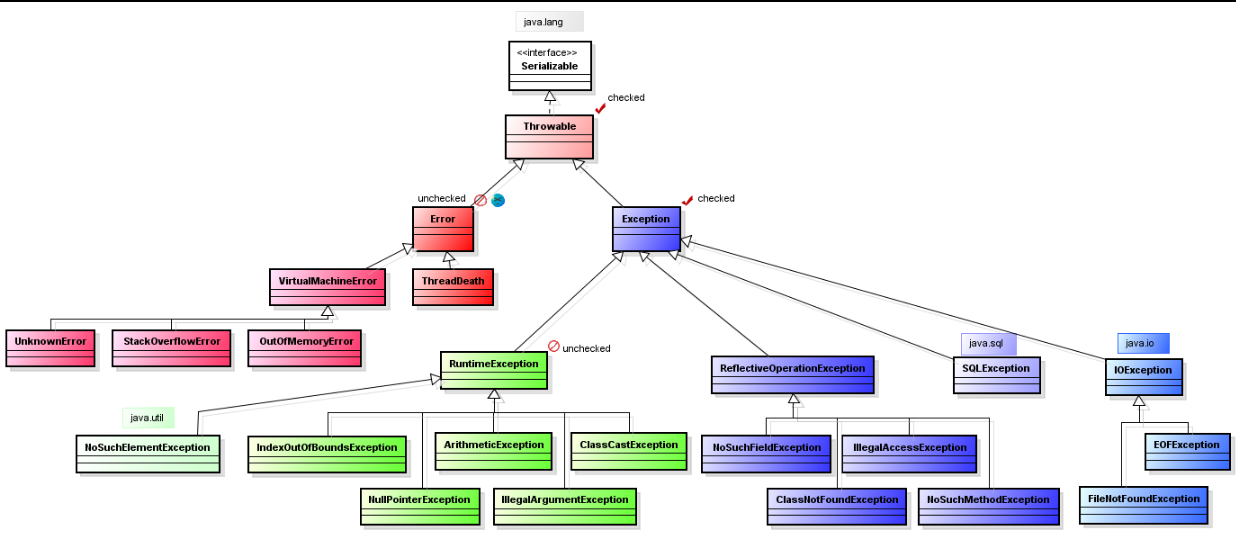 java.lang
<<interface>>
Serializable
checked
Throwable
unchecked
checked
Error
Exception
VirtualMachineError
ThreadDeath
UnknownError
StackOverflowError
OutOfMemoryError
unchecked
java.sql
java.io
RuntimeException
ReflectiveOperationException
SQLException
IOException
java.util
NoSuchElementException
IndexOutOfBoundsException
ArithmeticException
ClassCastException
NoSuchFieldException
IllegalAccessException
EOFException
NullPointerException
IllegalArgumentException
ClassNotFoundException
NoSuchMethodException
FileNotFoundException